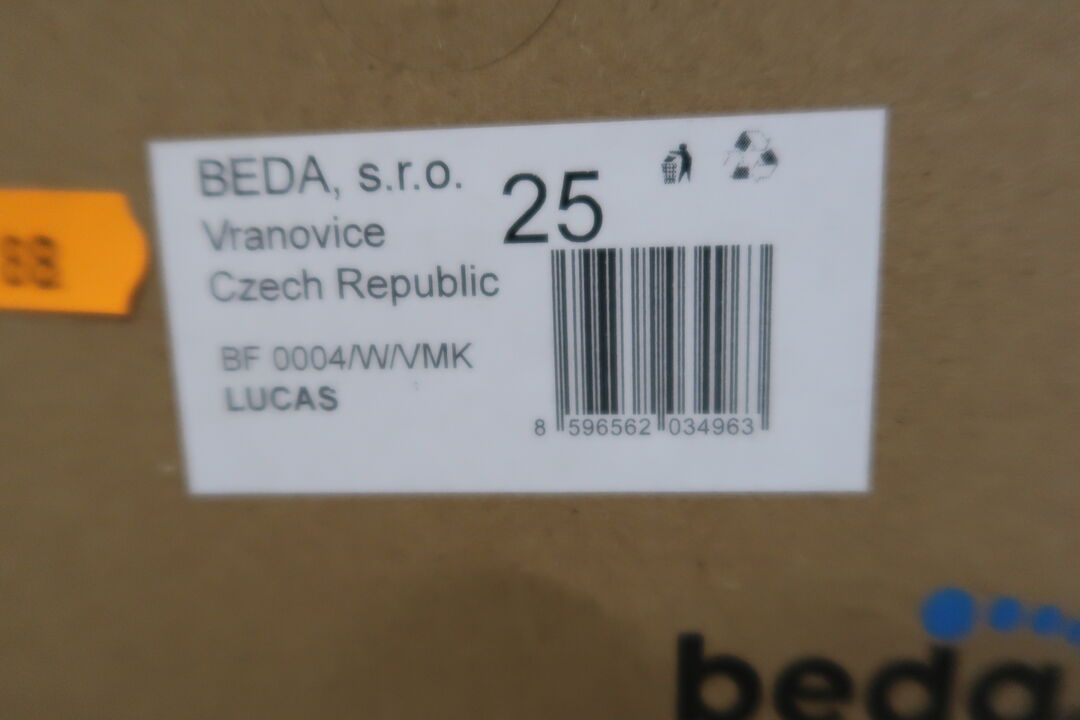 BEDA, s.r.o.
25
Vranovice
Czech Republic
BF 0004/W/VMK
LUCAS
8 596562 034963
beda